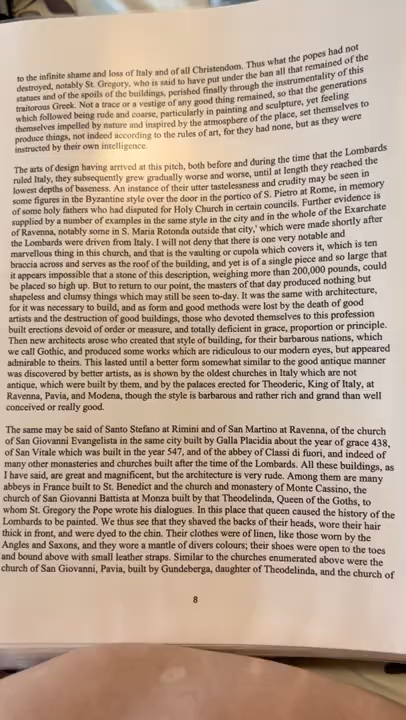 to the infinite shame and loss of Italy and of all Christendom. Thus what the popes had not
destroyed, notably St. Gregory, who is said to have put under the ban all that remained of the
statues and of the spoils of the buildings, perished finally through the instrumentality of this
traitorous Greek. Not a trace or a vestige of any good thing remained, so that the generations
which followed being rude and coarse, particularly in painting and sculpture, yet feeling
themselves impelled by nature and inspired by the atmosphere of the place, set themselves to
produce things, not indeed according to the rules of art, for they had none, but as they were
instructed by their own intelligence.
The arts of design having arrived at this pitch, both before and during the time that the Lombards
ruled Italy, they subsequently grew gradually worse and worse, until at length they reached the
lowest depths of baseness. An instance of their utter tastelessness and crudity may be seen in
some figures in the Byzantine style over the door in the portico of S. Pietro at Rome, in memory
of some holy fathers who had disputed for Holy Church in certain councils. Further evidence is
supplied by a number of examples in the same style in the city and in the whole of the Exarchate
of Ravenna, notably some in S. Maria Rotonda outside that city,' which were made shortly after
the Lombards were driven from Italy. I will not deny that there is one very notable and
marvellous thing in this church, and that is the vaulting or cupola which covers it, which is ten
braccia across and serves as the roof of the building, and yet is of a single piece and so large that
it appears impossible that a stone of this description, weighing more than 200,000 pounds, could
be placed so high up. But to return to our point, the masters of that day produced nothing but
shapeless and clumsy things which may still be seen to-day. It was the same with architecture,
for it was necessary to build, and as form and good methods were lost by the death of good
artists and the destruction of good buildings, those who devoted themselves to this profession
built erections devoid of order or measure, and totally deficient in grace, proportion or principle.
Then new architects arose who created that style of building, for their barbarous nations, which
we call Gothic, and produced some works which are ridiculous to our modern eyes, but appeared
admirable to theirs. This lasted until a better form somewhat similar to the good antique manner
was discovered by better artists, as is shown by the oldest churches in Italy which are not
antique, which were built by them, and by the palaces erected for Theoderic, King of Italy, at
Ravenna, Pavia, and Modena, though the style is barbarous and rather rich and grand than well
conceived or really good.
The same may be said of Santo Stefano at Rimini and of San Martino at Ravenna, of the church
of San Giovanni Evangelista in the same city built by Galla Placidia about the year of grace 438,
of San Vitale which was built in the year 547, and of the abbey of Classi di fuori, and indeed of
many other monasteries and churches built after the time of the Lombards. All these buildings, as
I have said, are great and magnificent, but the architecture is very rude. Among them are many
abbeys in France built to St. Benedict and the church and monastery of Monte Cassino, the
church of San Giovanni Battista at Monza built by that Theodelinda, Queen of the Goths, to
whom St. Gregory the Pope wrote his dialogues. In this place that queen caused the history of the
Lombards to be painted. We thus see that they shaved the backs of their heads, wore their hair
thick in front, and were dyed to the chin. Their clothes were of linen, like those worn by the
Angles and Saxons, and they wore a mantle of divers colours; their shoes were open to the toes
and bound above with small leather straps. Similar to the churches enumerated above were the
church of San Giovanni, Pavia, built by Gundeberga, daughter of Theodelinda, and the church of
8